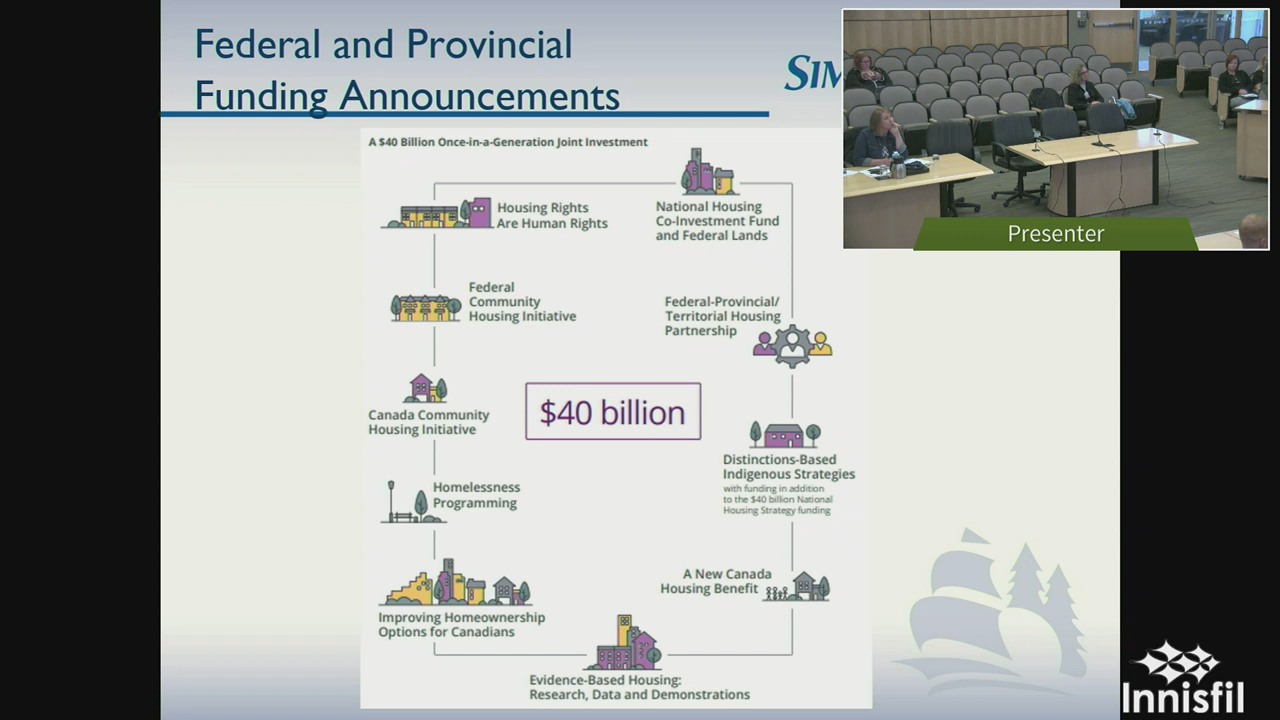 Federal and Provincial
Funding Announcements
SIM
Presenter
A $40 Billion Once-in-a-Generation Joint Investment
Housing Rights
Are Human Rights
National Housing
Co-Investment Fund
and Federal Lands
Federal
Community
Housing Initiative
Federal-Provincial/
Territorial Housing
Partnership
Canada Community
Housing Initiative
$40 billion
Distinctions-Based
Indigenous Strategies
with funding in addition
to the $40 billion National
Housing Strategy funding
Homelessness
Programming
A New Canada
Housing Benefit
Improving Homeownership
Options for Canadians
Evidence-Based Housing:
Research, Data and Demonstrations
Innisfil